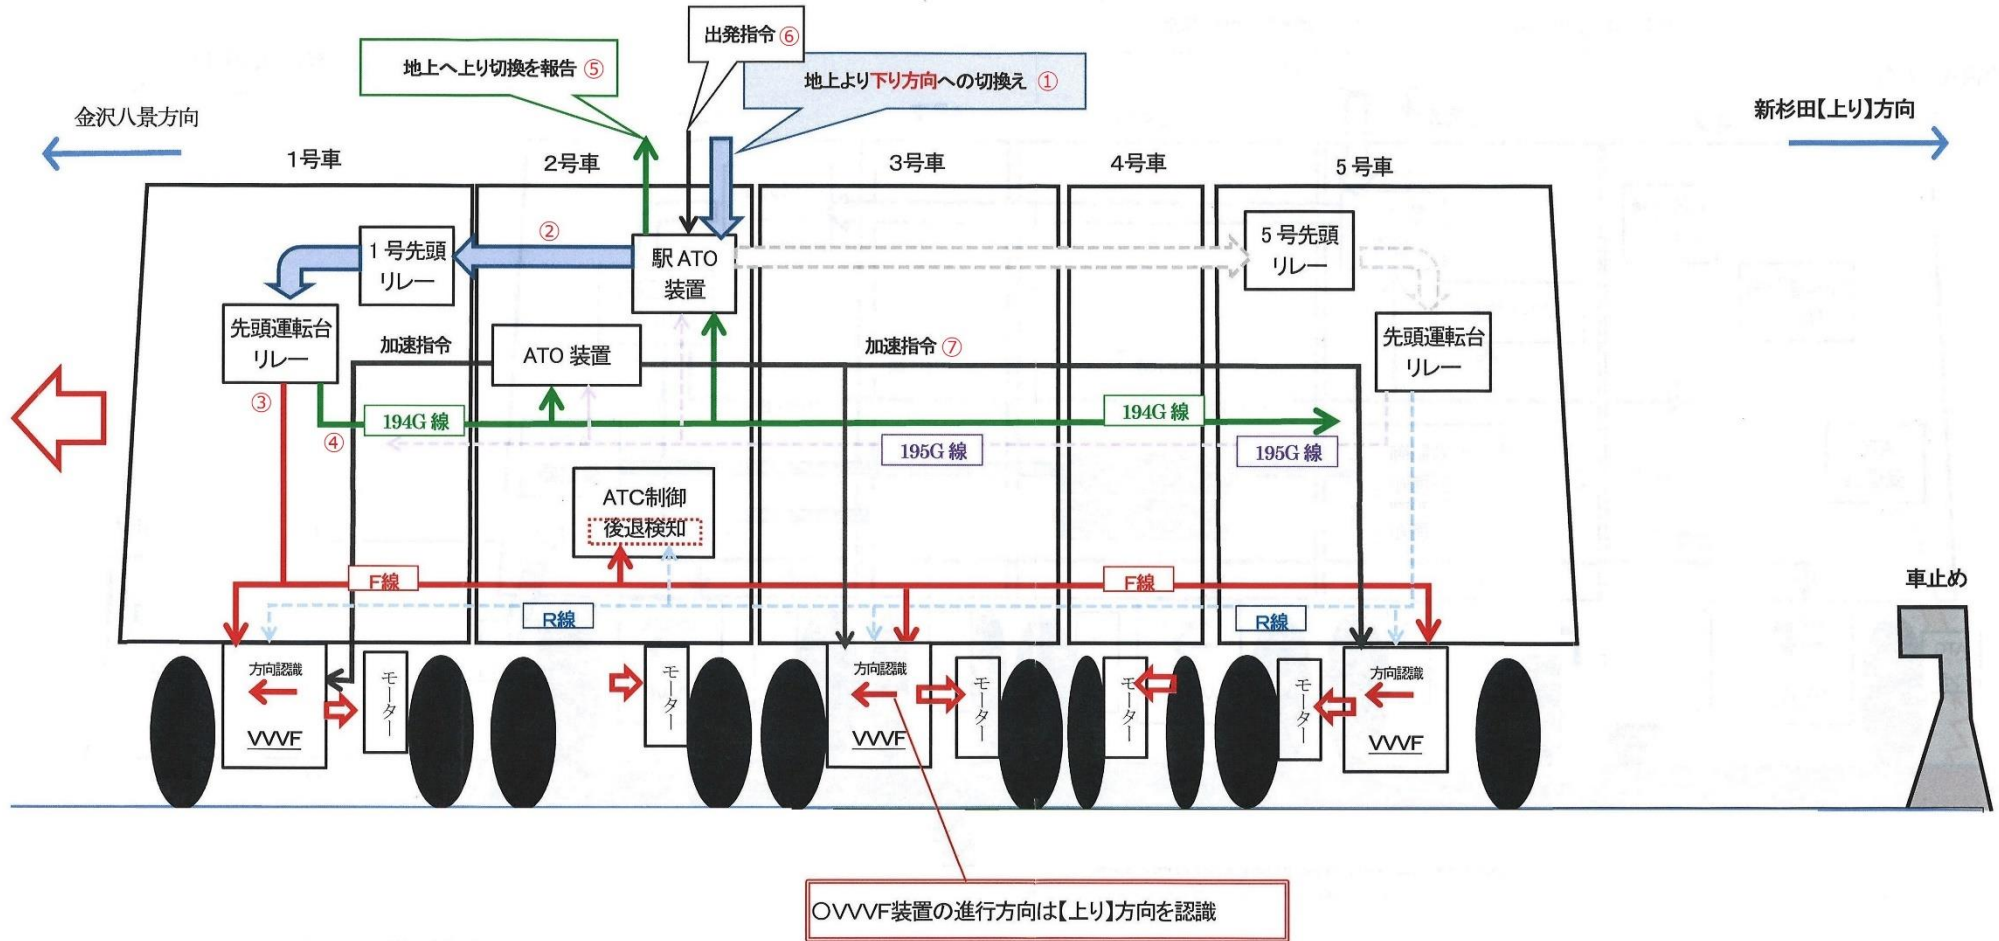 出発指令⑥
地上へ上り切換を報告 ⑤
地上より下り方向への切換え ①
金沢八景方向
新杉田【上り】方向
1号車
2号車
3号車
4号車
5号車
②
1号先頭
リレー
駅ATO
装置
5号先頭
リレー
先頭運転台
リレー
加速指令
ATO 装置
加速指令⑦
先頭運転台
リレー
③
④
194G 線
194G 線
195G 線
195G 線
ATC制御
後退検知
F線
F線
R線
R線
車止め
方向認識
VVVF
モーター
モーター
方向認識
VVVF
モーター
モーター
モーター
方向認識
VVVF
○VVVF装置の進行方向は【上り】方向を認識